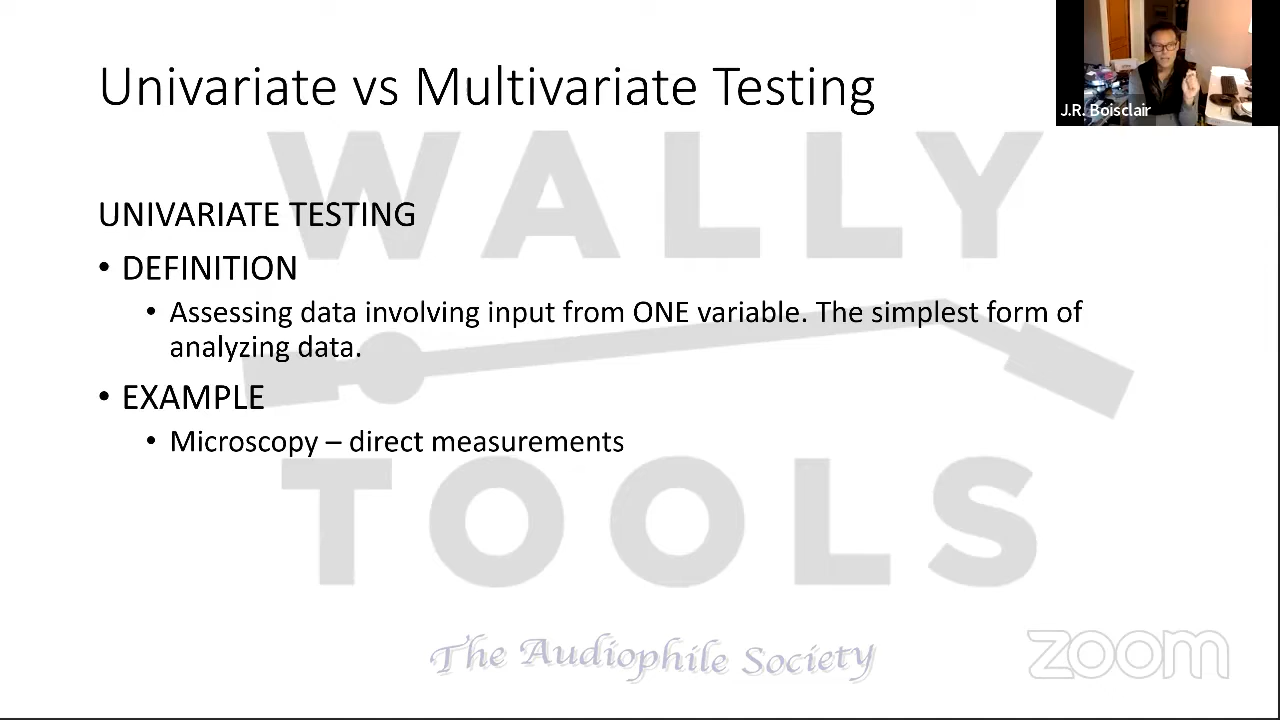 Univariate vs Multivariate Testing
J.R. Boisclair
WALLY
UNIVARIATE TESTING
• DEFINITION
• Assessing data involving input from ONE variable. The simplest form of
analyzing data.
• EXAMPLE
• Microscopy – direct measurements
TOOLS
The Audiophile Society
zoom